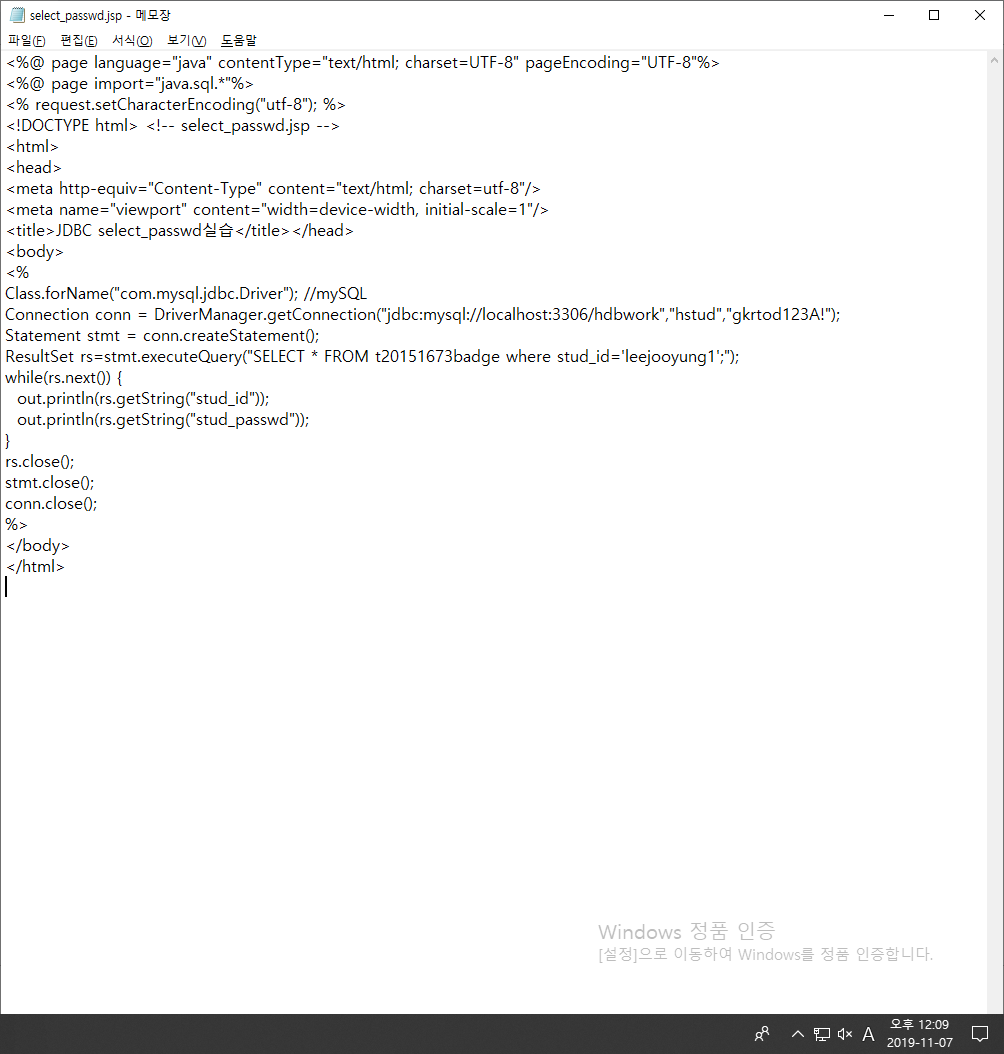 select_passwd.jsp - 메모장
파일(F) 편집(E) 서식(O) 보기(V) 도움말
<%@ page language="java" contentType="text/html; charset=UTF-8" pageEncoding="UTF-8"%>
<%@ page import="java.sql.*"%>
<% request.setCharacterEncoding("utf-8"); %>
<!DOCTYPE html> <!-- select_passwd.jsp -->
<html>
<head>
<meta http-equiv="Content-Type" content="text/html; charset=utf-8"/>
<meta name="viewport" content="width=device-width, initial-scale=1"/>
<title>JDBC select_passwd실습</title></head>
<body>
<%
Class.forName("com.mysql.jdbc.Driver"); //mySQL
Connection conn = DriverManager.getConnection("jdbc:mysql://localhost:3306/hdbwork","hstud","gkrtod123A!");
Statement stmt = conn.createStatement();
ResultSet rs=stmt.executeQuery("SELECT * FROM t20151673badge where stud_id='leejooyung1';");
while(rs.next()) {
   out.println(rs.getString("stud_id"));
   out.println(rs.getString("stud_passwd"));
}
rs.close();
stmt.close();
conn.close();
%>
</body>
</html>
Windows 정품 인증
[설정]으로 이동하여 Windows를 정품 인증합니다.
A
오후 12:09
2019-11-07